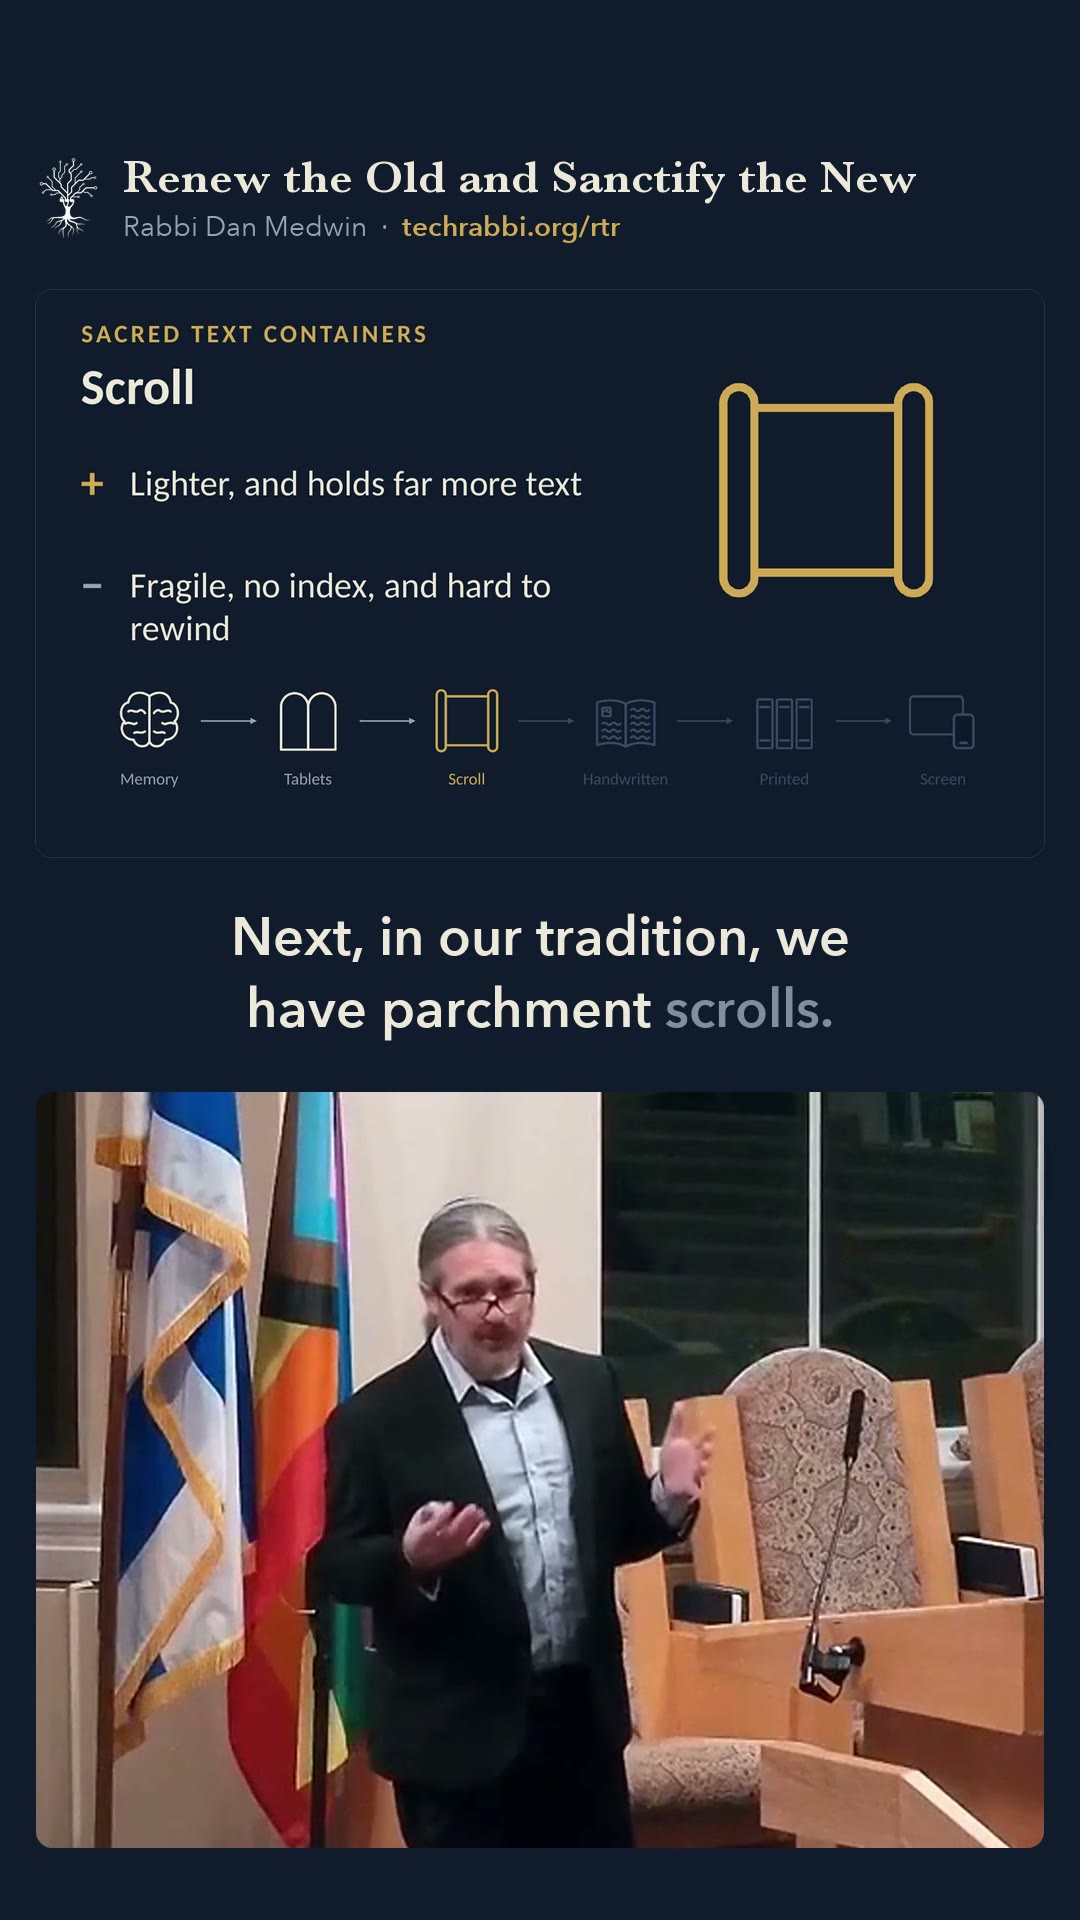 Renew the Old and Sanctify the New
Rabbi Dan Medwin · techrabbi.org/rtr
SACRED TEXT CONTAINERS
Scroll
+ Lighter, and holds far more text
− Fragile, no index, and hard to
rewind
Memory
Tablets
Scroll
Handwritten
Printed
Screen
Next, in our tradition, we
have parchment scrolls.